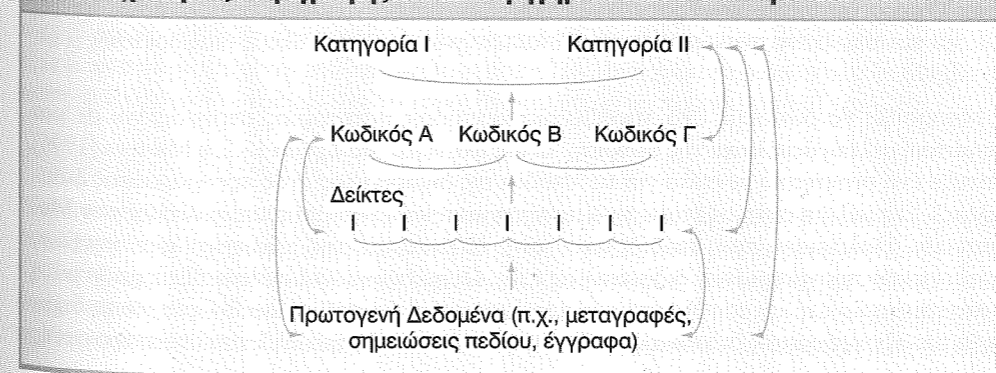 Κατηγορία Ι Κατηγορία ΙΙ
Κωδικός Α Κωδικός Β Κωδικός Γ
Δείκτες
Ι Ι Ι Ι Ι Ι Ι
Πρωτογενή Δεδομένα (π.χ., μεταγραφές,
σημειώσεις πεδίου, έγγραφα)